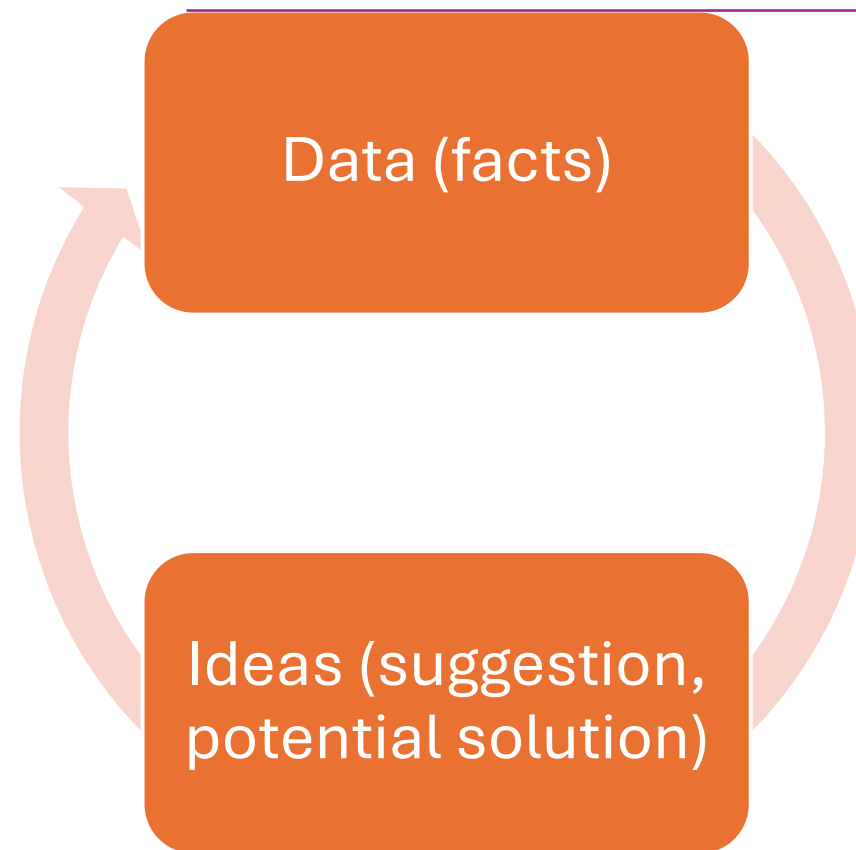 Data (facts)
Ideas (suggestion,
potential solution)